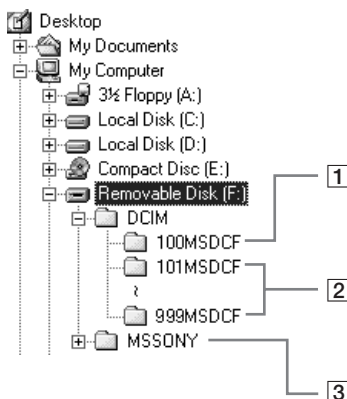 Desktop
My Documents
My Computer
3½ Floppy (A:)
Local Disk (C:)
Local Disk (D:)
Compact Disc (E:)
Removable Disk (F:)
1
DCIM
100MSDCF
101MSDCF
~
2
999MSDCF
MSSONY
3